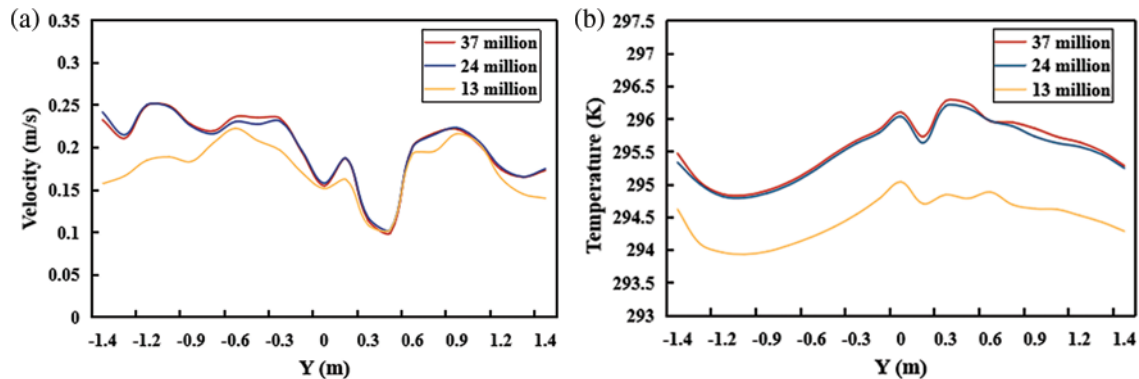 (a)
0.35
0.3
0.25
0.2
0.15
0.1
0.05
0
Velocity (m/s)
37 million
24 million
13 million
-1.4 -1.2 -0.9 -0.6 -0.3 0 0.3 0.6 0.9 1.2 1.4
Y (m)
(b)
297.5
297
296.5
296
295.5
295
294.5
294
293.5
293
Temperature (K)
37 million
24 million
13 million
-1.4 -1.2 -0.9 -0.6 -0.3 0 0.3 0.6 0.9 1.2 1.4
Y (m)